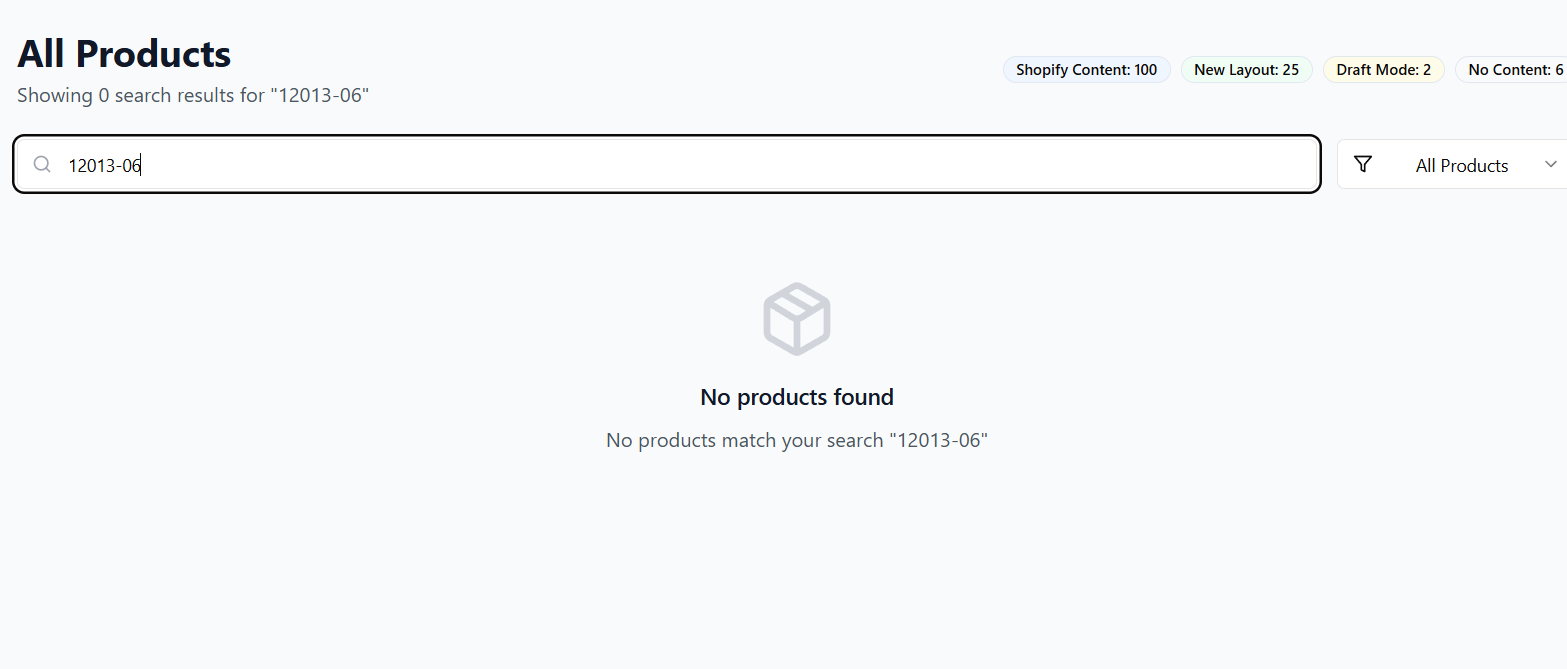 All Products
Showing 0 search results for "12013-06"
Shopify Content: 100
New Layout: 25
Draft Mode: 2
No Content: 6
12013-06
All Products
No products found
No products match your search "12013-06"